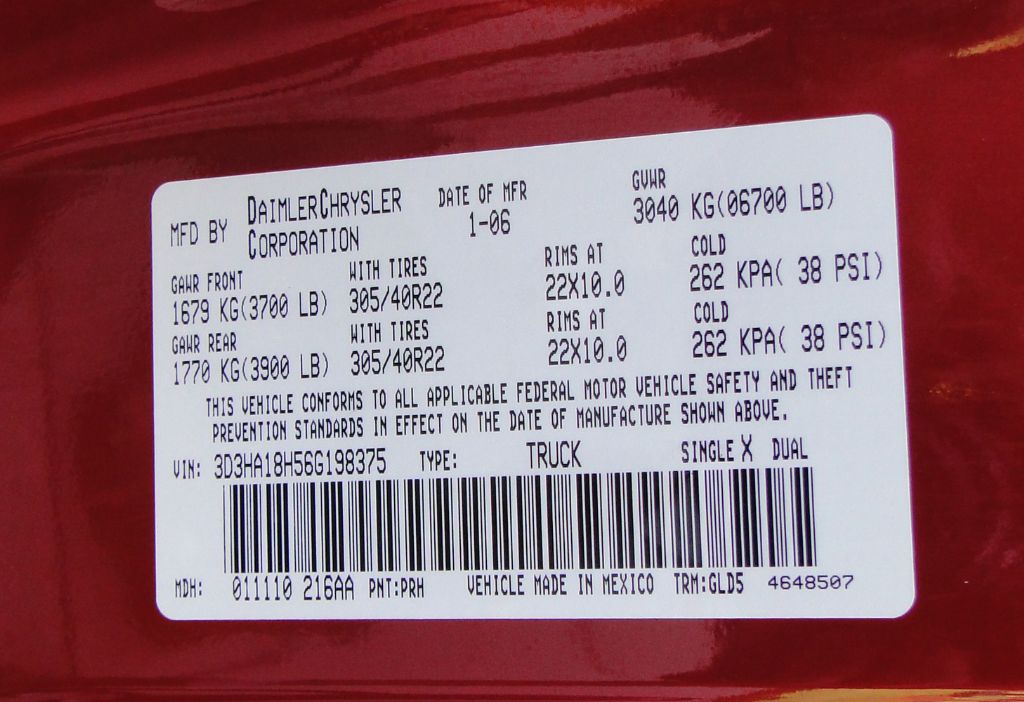 MFD BY DAIMLERCHRYSLER CORPORATION DATE OF MFR 1-06 GVWR 3040 KG(06700 LB)
GAWR FRONT WITH TIRES RIMS AT COLD
1679 KG(3700 LB) 305/40R22 22X10.0 262 KPA( 38 PSI)
GAWR REAR WITH TIRES RIMS AT COLD
1770 KG(3900 LB) 305/40R22 22X10.0 262 KPA( 38 PSI)
THIS VEHICLE CONFORMS TO ALL APPLICABLE FEDERAL MOTOR VEHICLE SAFETY AND THEFT
PREVENTION STANDARDS IN EFFECT ON THE DATE OF MANUFACTURE SHOWN ABOVE.
VIN: 3D3HA18H56G198375 TYPE: TRUCK SINGLE X DUAL
MDH: 011110 216AA PNT:PRH VEHICLE MADE IN MEXICO TRM:GLD5 4648507